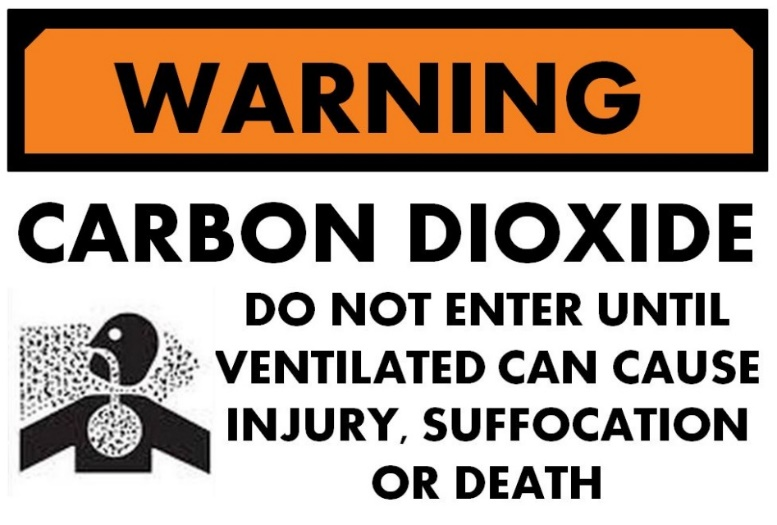 WARNING
CARBON DIOXIDE
DO NOT ENTER UNTIL
VENTILATED CAN CAUSE
INJURY, SUFFOCATION
OR DEATH